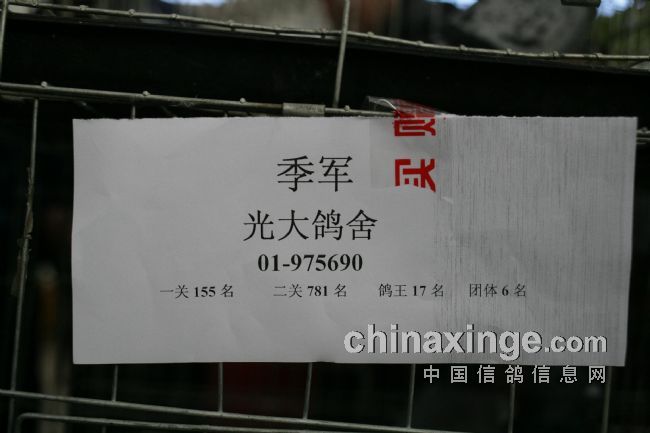 季军
光大鸽舍
01-975690
一关 155 名 二关 781 名 鸽王 17 名 团体 6 名
chinaxinge.com
中国信鸽信息网